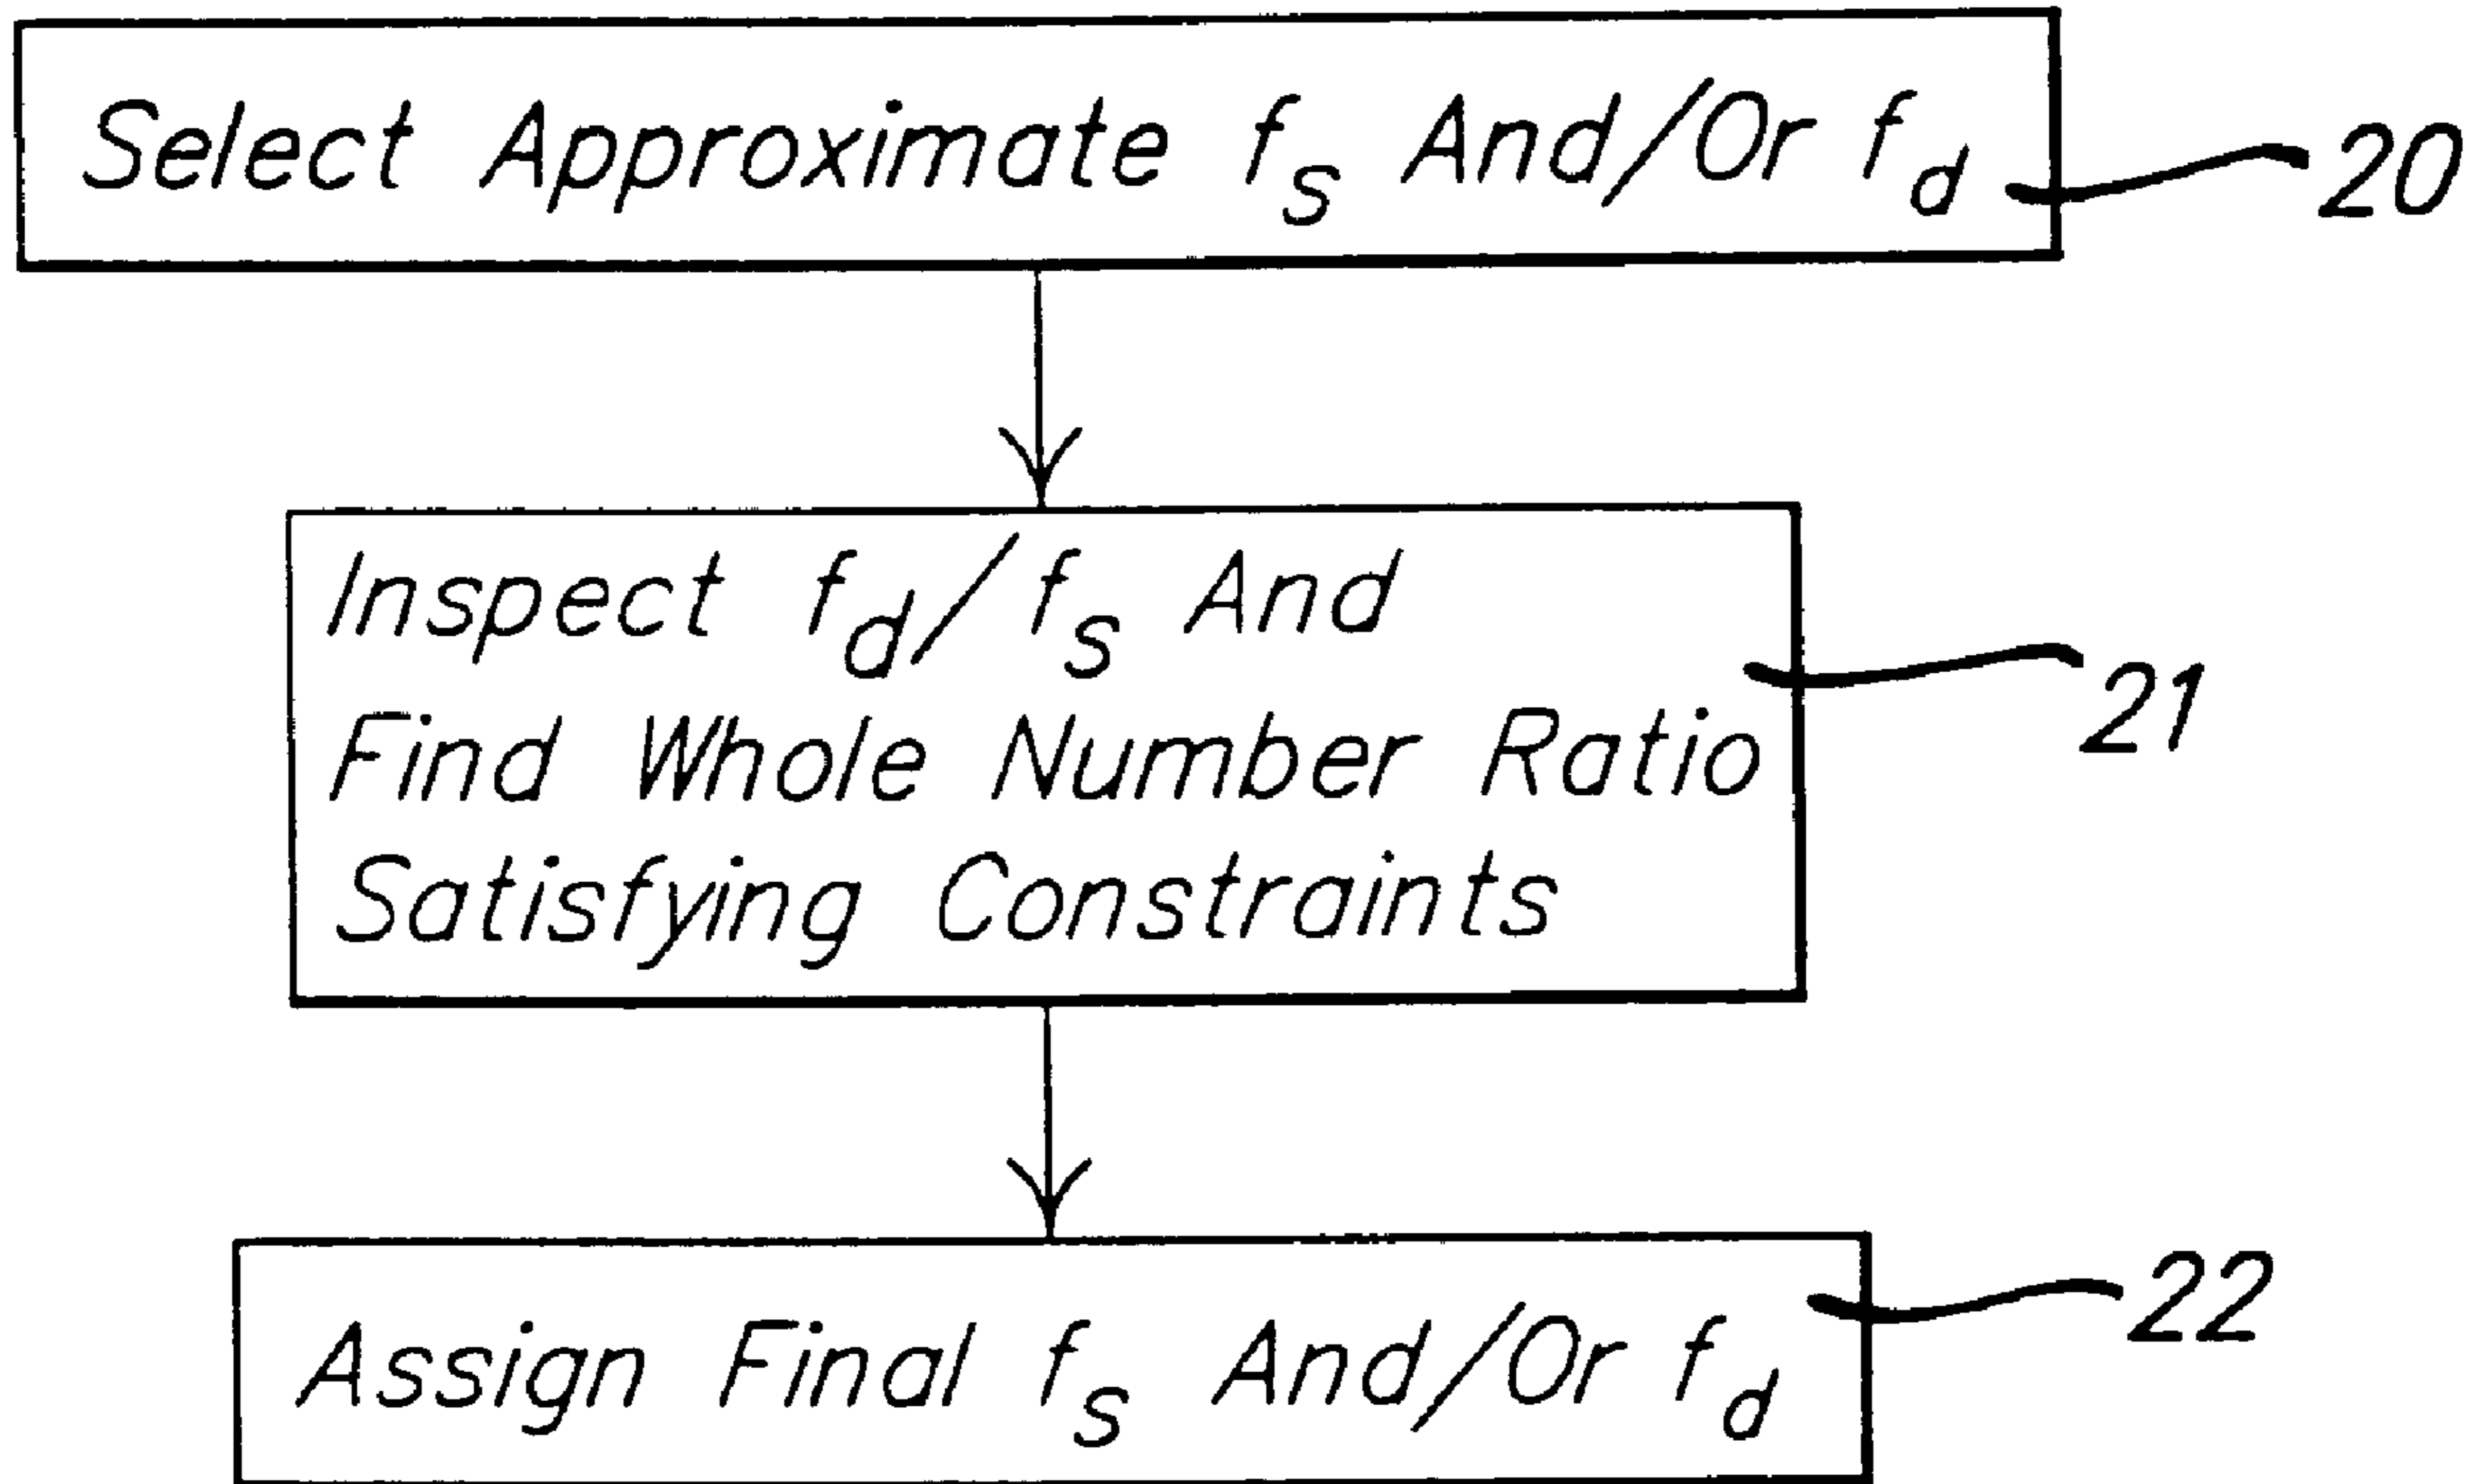 Select Approximate fs And/Or fd
20
Inspect fd/fs And
Find Whole Number Ratio
Satisfying Constraints
21
Assign Final fs And/Or fd
22